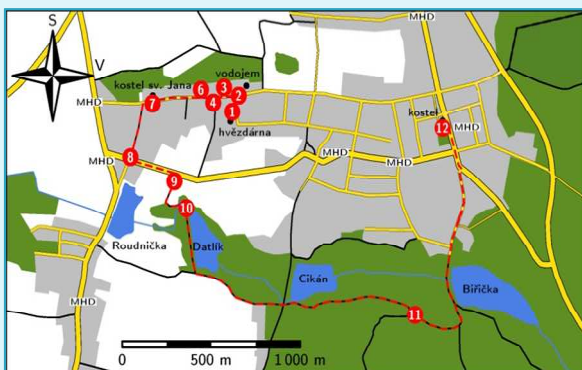 S
MHD
V
kostel sv. Jana
vodojem
6
3
2
MHD
7
4
1
kostel
12
MHD
hvězdárna
MHD
8
MHD
MHD
9
10
Roudnička
Datlík
Cikán
Biřička
MHD
11
0
500 m
1 000 m